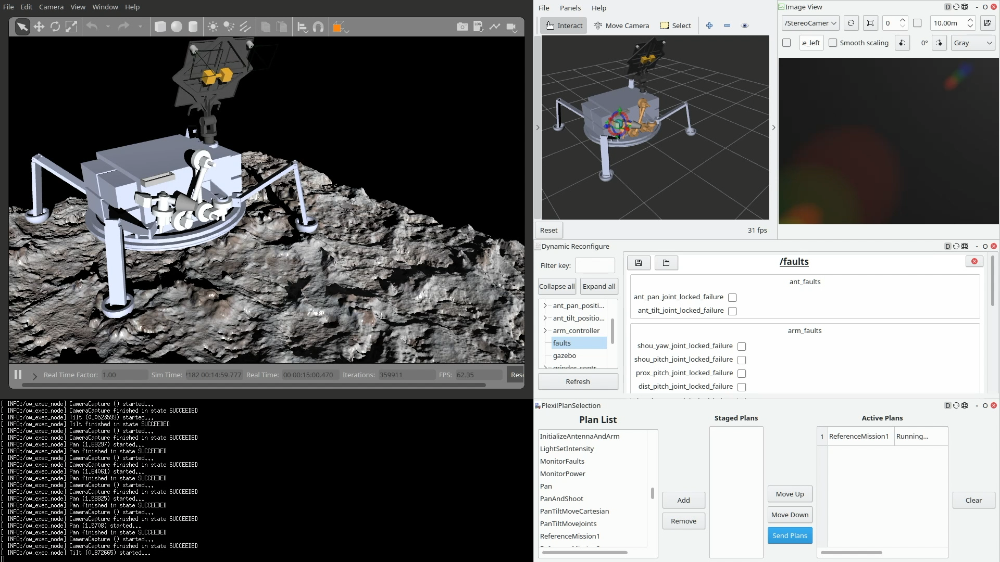 File Edit Camera View Window Help
LOG
Real Time Factor: 1.00 Sim Time: 2182 00:14:59.777 Real Time: 00 00:15:00.470 Iterations: 359911 FPS: 62.35
[ INFO:/ow_exec_node] CameraCapture () started...
[ INFO:/ow_exec_node] CameraCapture finished in state SUCCEEDED
[ INFO:/ow_exec_node] Tilt (0.0523599) started...
[ INFO:/ow_exec_node] Tilt finished in state SUCCEEDED
[ INFO:/ow_exec_node] CameraCapture () started...
[ INFO:/ow_exec_node] CameraCapture finished in state SUCCEEDED
[ INFO:/ow_exec_node] Pan (1.69297) started...
[ INFO:/ow_exec_node] Pan finished in state SUCCEEDED
[ INFO:/ow_exec_node] CameraCapture () started...
[ INFO:/ow_exec_node] CameraCapture finished in state SUCCEEDED
[ INFO:/ow_exec_node] Pan (1.64061) started...
[ INFO:/ow_exec_node] Pan finished in state SUCCEEDED
[ INFO:/ow_exec_node] CameraCapture () started...
[ INFO:/ow_exec_node] CameraCapture finished in state SUCCEEDED
[ INFO:/ow_exec_node] Pan (1.58825) started...
[ INFO:/ow_exec_node] Pan finished in state SUCCEEDED
[ INFO:/ow_exec_node] CameraCapture () started...
[ INFO:/ow_exec_node] CameraCapture finished in state SUCCEEDED
[ INFO:/ow_exec_node] Pan (1.5708) started...
[ INFO:/ow_exec_node] Pan finished in state SUCCEEDED
[ INFO:/ow_exec_node] CameraCapture () started...
[ INFO:/ow_exec_node] CameraCapture finished in state SUCCEEDED
[ INFO:/ow_exec_node] Tilt (0.872665) started...
File Panels Help
Interact Move Camera Select
Reset 31 fps
Image View D - O
/StereoCamer 0 10.00m
e_left Smooth scaling 0° Gray
Dynamic Reconfigure D - O
Filter key:
Collapse all Expand all
ant_pan_positi...
ant_tilt_positio...
arm_controller
faults
gazebo
Refresh
/faults
ant_faults
ant_pan_joint_locked_failure
ant_tilt_joint_locked_failure
arm_faults
shou_yaw_joint_locked_failure
shou_pitch_joint_locked_failure
prox_pitch_joint_locked_failure
dist_pitch_joint_locked_failure
PlexilPlanSelection D - O
Plan List
InitializeAntennaAndArm
LightSetIntensity
MonitorFaults
MonitorPower
Pan
PanAndShoot
PanTiltMoveCartesian
PanTiltMoveJoints
ReferenceMission1
Add
Remove
Staged Plans
Move Up
Move Down
Send Plans
Active Plans
1 ReferenceMission1 Running...
Clear